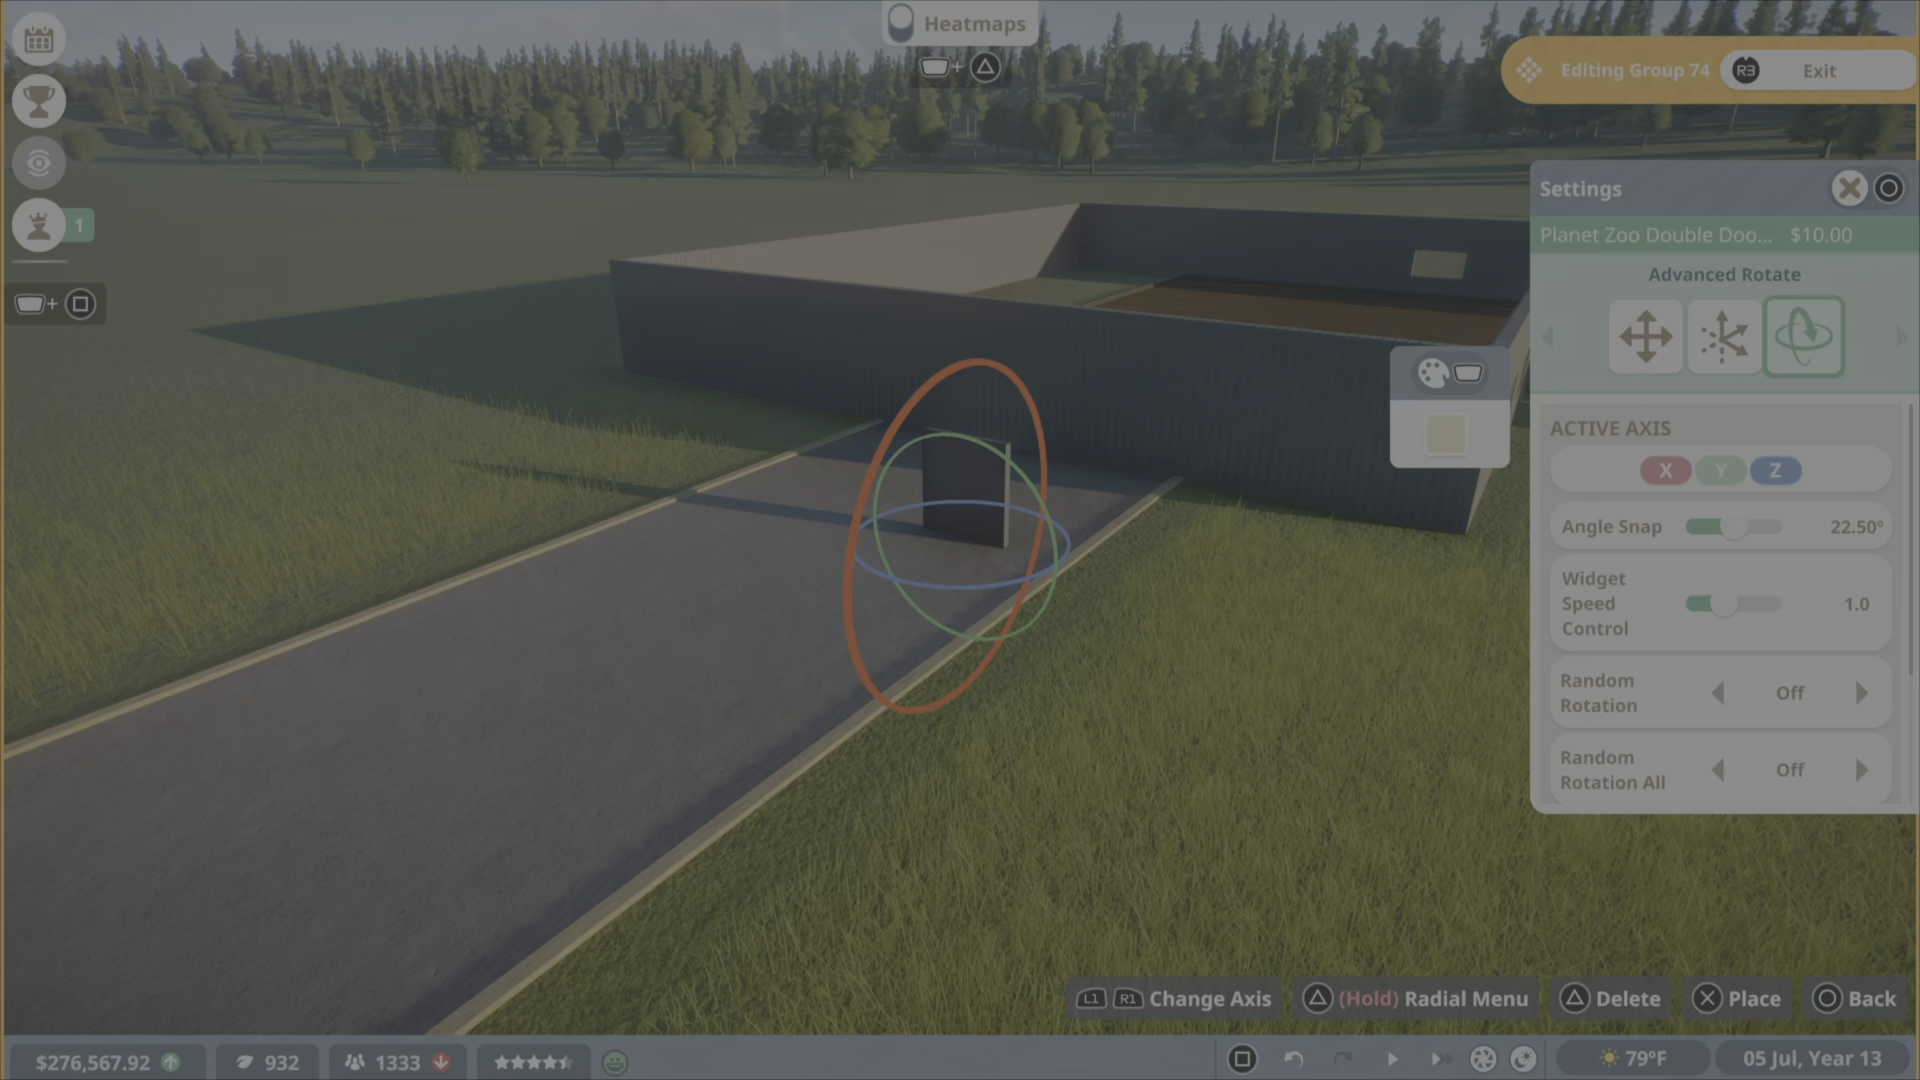 Heatmaps
+
Editing Group 74 R3 Exit
1
+
Settings
Planet Zoo Double Doo... $10.00
Advanced Rotate
ACTIVE AXIS
X Y Z
Angle Snap 22.50º
Widget
Speed
Control
1.0
Random
Rotation
Off
Random
Rotation All
Off
L1 R1 Change Axis (Hold) Radial Menu Delete Place Back
$276,567.92 932 1333 79ºF 05 Jul, Year 13